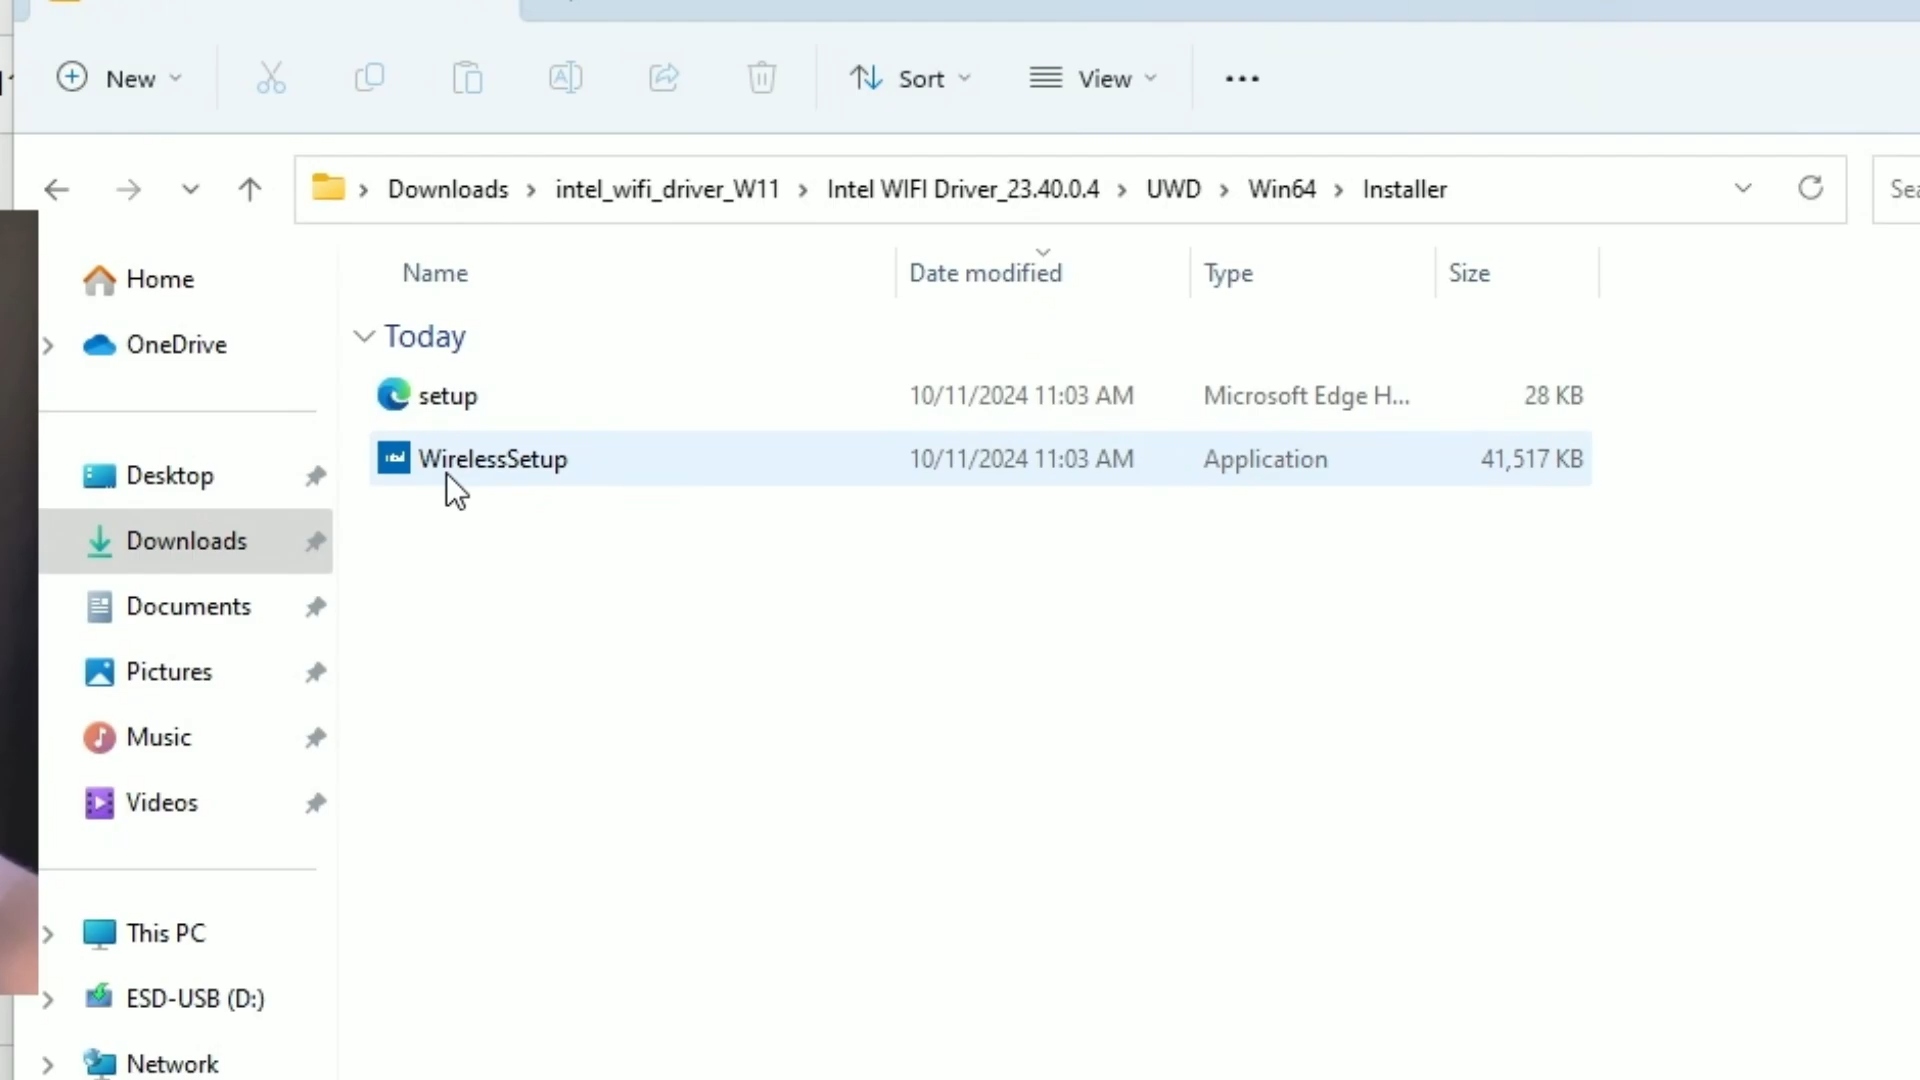 New
Sort
View
Downloads
intel_wifi_driver_W11
Intel WIFI Driver_23.40.0.4
UWD
Win64
Installer
Sea
Name
Date modified
Type
Size
Home
OneDrive
Today
setup
10/11/2024 11:03 AM
Microsoft Edge H...
28 KB
intel
WirelessSetup
10/11/2024 11:03 AM
Application
41,517 KB
Desktop
Downloads
Documents
Pictures
Music
Videos
This PC
ESD-USB (D:)
Network